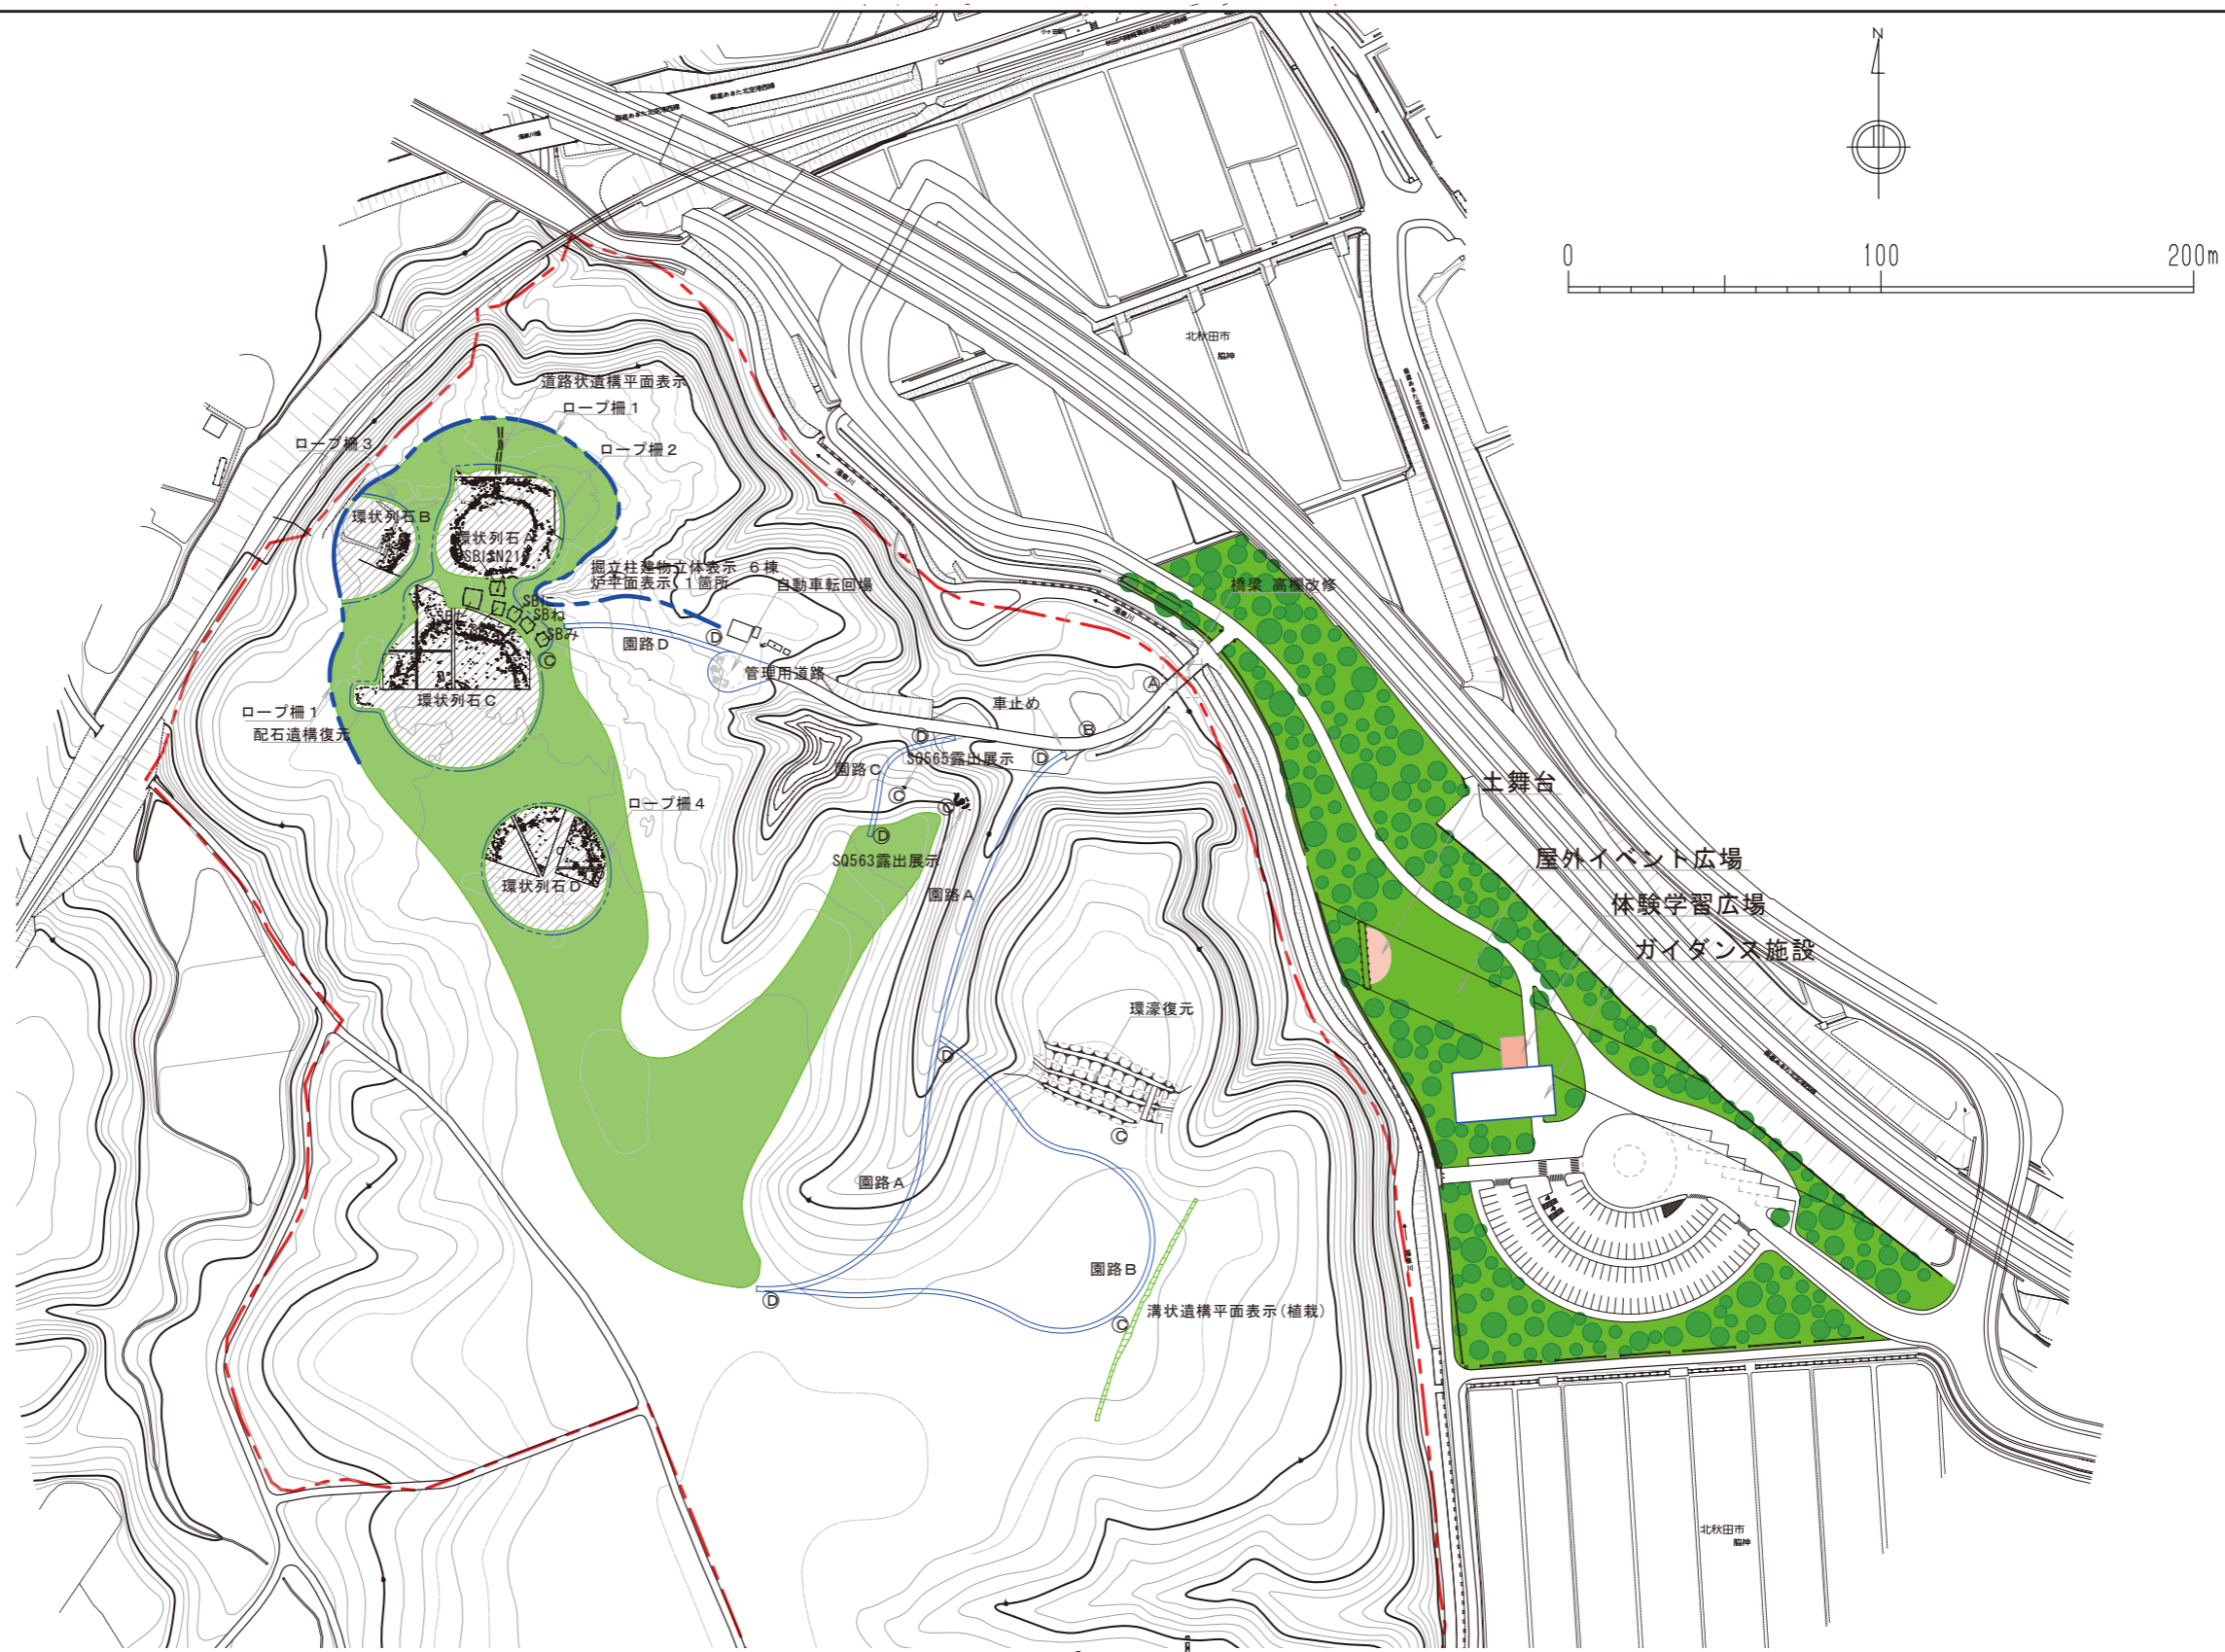 N
0 100 200m
北秋田市
脇神
道路状遺構平面表示
ロープ柵1
ロープ柵3
ロープ柵2
環状列石B
環状列石A
掘立柱建物立体表示 6棟
炉平面表示 1箇所
自動車転回場
橋梁 高欄改修
SBね
SBみ
園路D
D
C
管理用道路
A
環状列石C
車止め
B
ロープ柵1
配石遺構復元
D
D
SQ565露出展示
園路C
土舞台
C
C
ロープ柵4
D
SQ563露出展示
屋外イベント広場
環状列石D
園路A
体験学習広場
ガイダンス施設
環濠復元
D
C
園路A
園路B
D
C
溝状遺構平面表示(植栽)
北秋田市
脇神